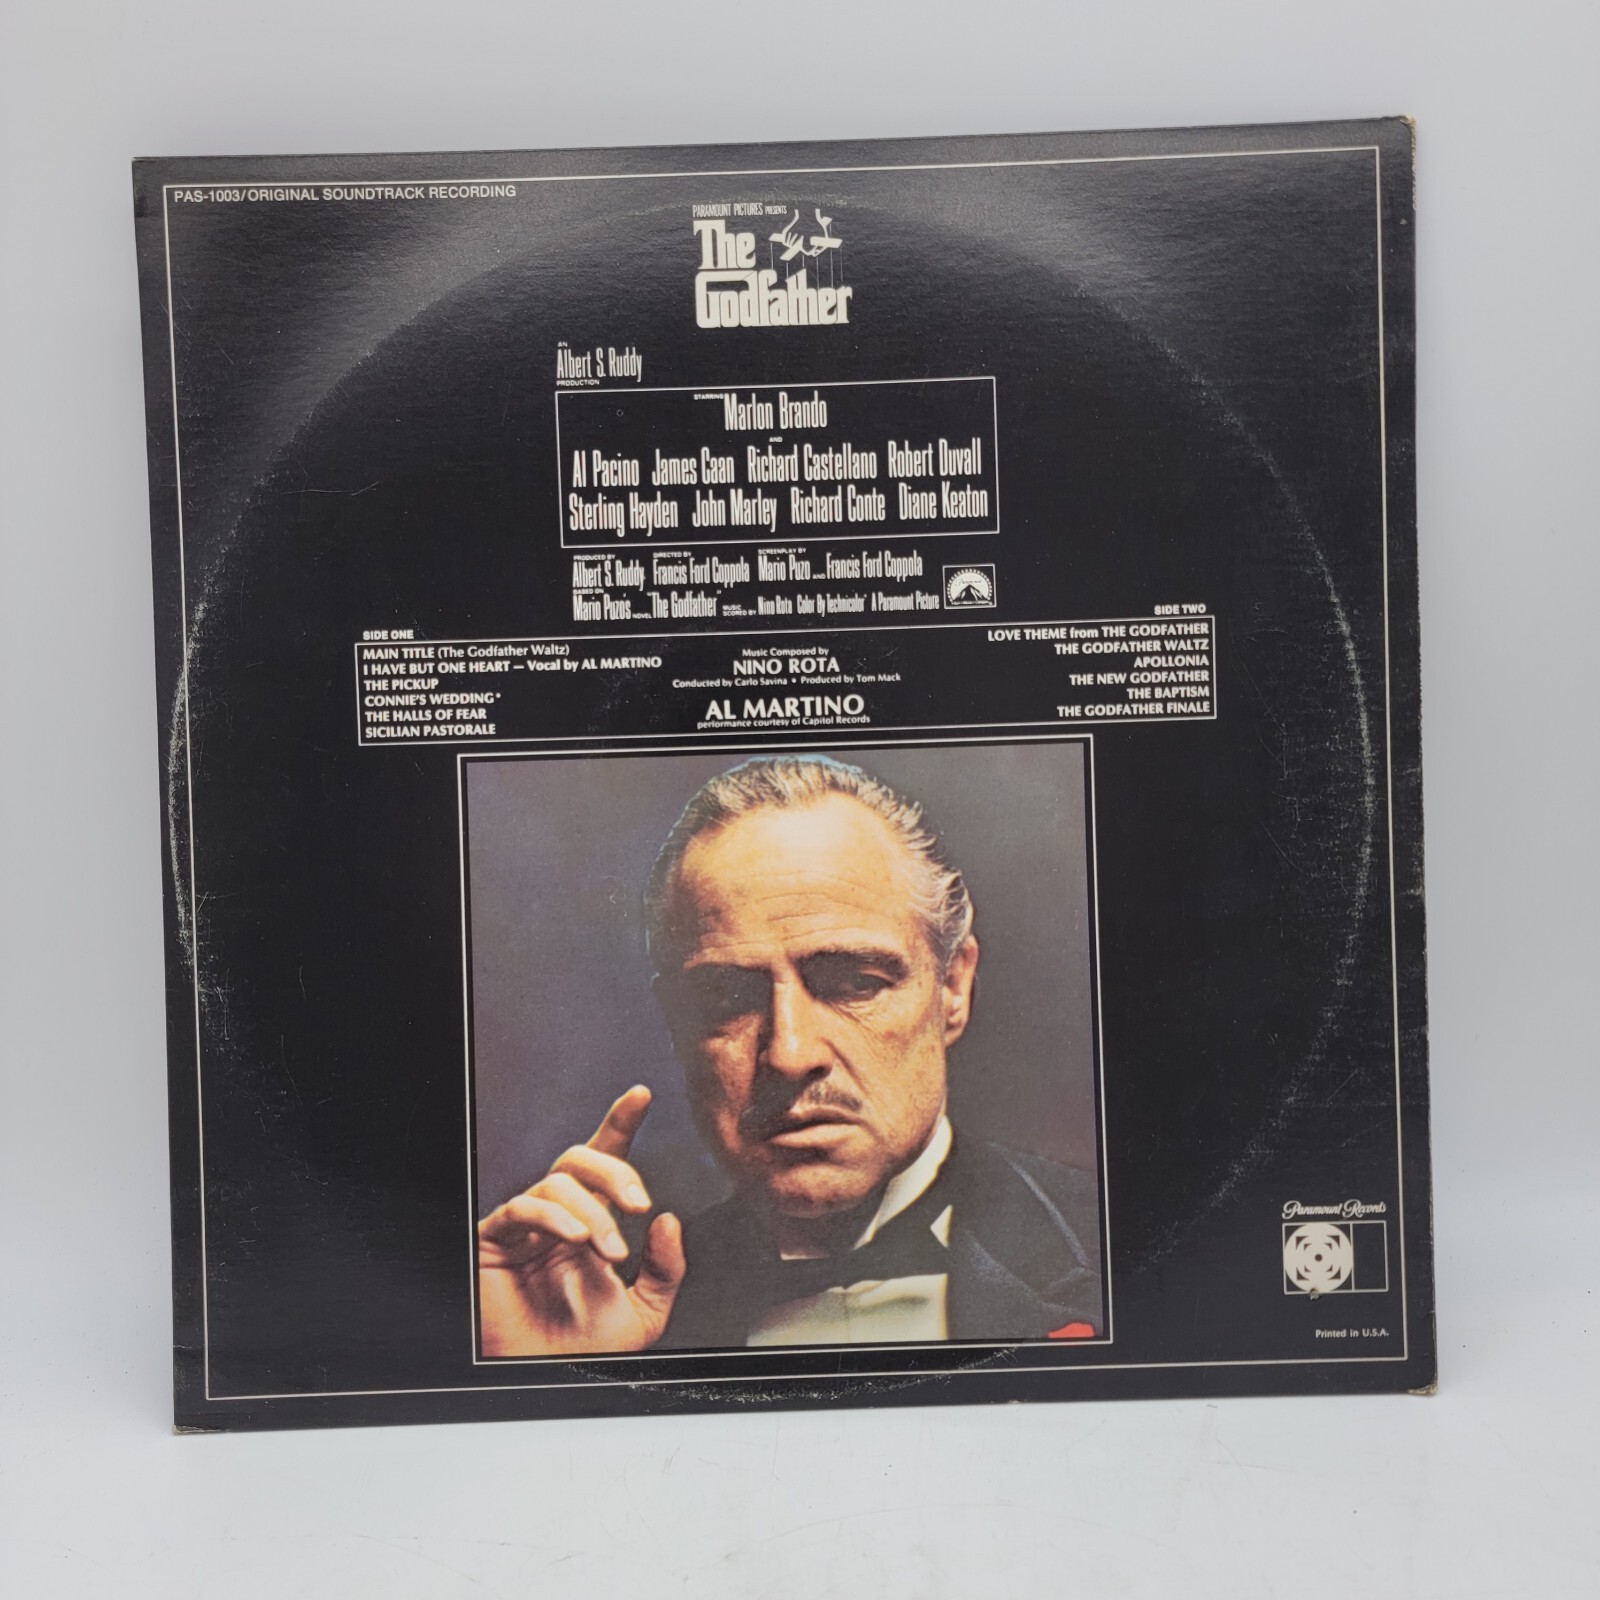 PAS-1003/ORIGINAL SOUNDTRACK RECORDING
PARAMOUNT PICTURES PRESENTS
The
Godfather
AN
Albert S. Ruddy
PRODUCTION
STARRING
Marlon Brando
AND
Al Pacino James Caan Richard Castellano Robert Duvall
Sterling Hayden John Marley Richard Conte Diane Keaton
PRODUCED BY
Albert S. Ruddy
DIRECTED BY
Francis Ford Coppola
SCREENPLAY BY
Mario Puzo AND Francis Ford Coppola
BASED ON
Mario Puzo's NOVEL "The Godfather"
MUSIC SCORED BY Nino Rota Color By Technicolor® A Paramount Picture
Paramount
SIDE ONE
MAIN TITLE (The Godfather Waltz)
I HAVE BUT ONE HEART — Vocal by AL MARTINO
THE PICKUP
CONNIE'S WEDDING*
THE HALLS OF FEAR
SICILIAN PASTORALE
Music Composed by
NINO ROTA
Conducted by Carlo Savina • Produced by Tom Mack
AL MARTINO
performance courtesy of Capitol Records
SIDE TWO
LOVE THEME from THE GODFATHER
THE GODFATHER WALTZ
APOLLONIA
THE NEW GODFATHER
THE BAPTISM
THE GODFATHER FINALE
Paramount Records
Printed in U.S.A.